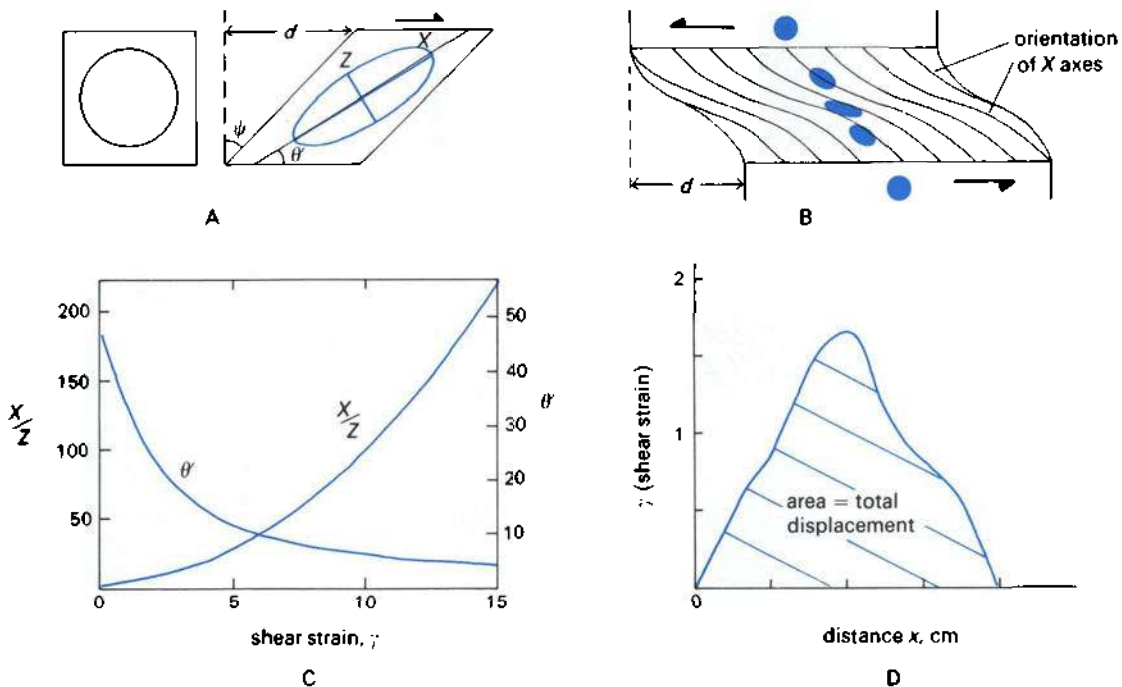 d
Z
X
ψ
θ′
A
d
orientation
of X axes
B
X/Z
200
150
100
50
θ′
X/Z
50
40
30
20
10
θ′
0
5
10
15
shear strain, γ
C
γ (shear strain)
2
1
area = total
displacement
0
distance x, cm
D